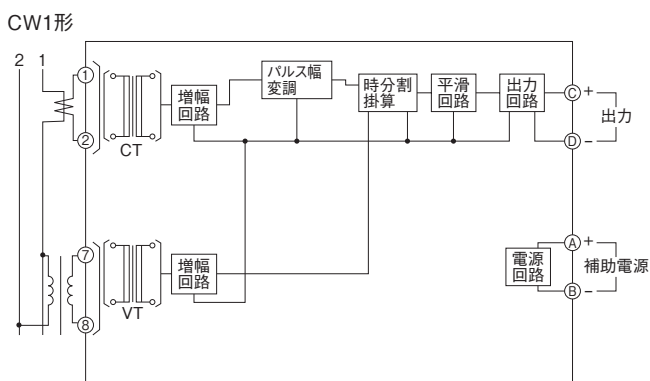 CW1形
2 1
①
②
CT
増幅
回路
パルス幅
変調
時分割
掛算
平滑
回路
出力
回路
Ⓒ +
出力
Ⓓ −
⑦
⑧
VT
増幅
回路
電源
回路
Ⓐ +
補助電源
Ⓑ −